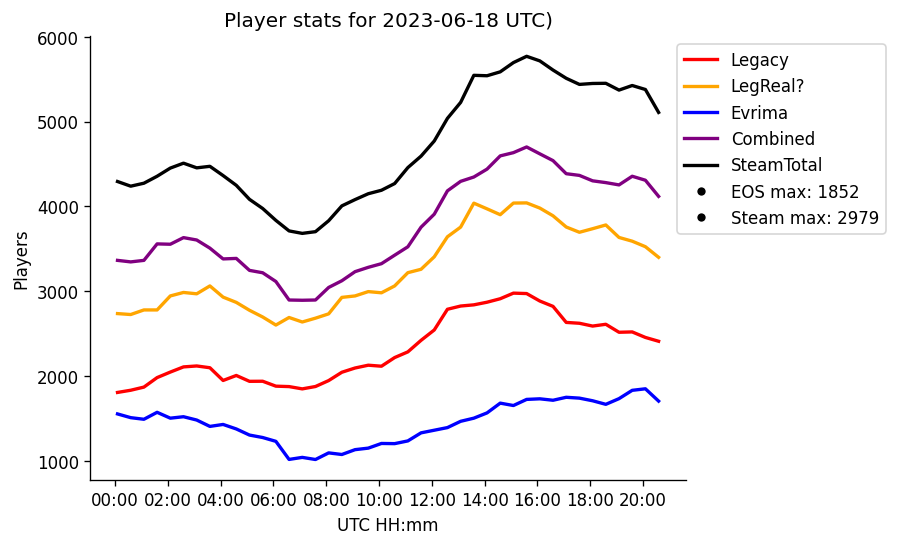 Player stats for 2023-06-18 UTC)
6000
5000
4000
3000
2000
1000
Players
00:00 02:00 04:00 06:00 08:00 10:00 12:00 14:00 16:00 18:00 20:00
UTC HH:mm
Legacy
LegReal?
Evrima
Combined
SteamTotal
EOS max: 1852
Steam max: 2979